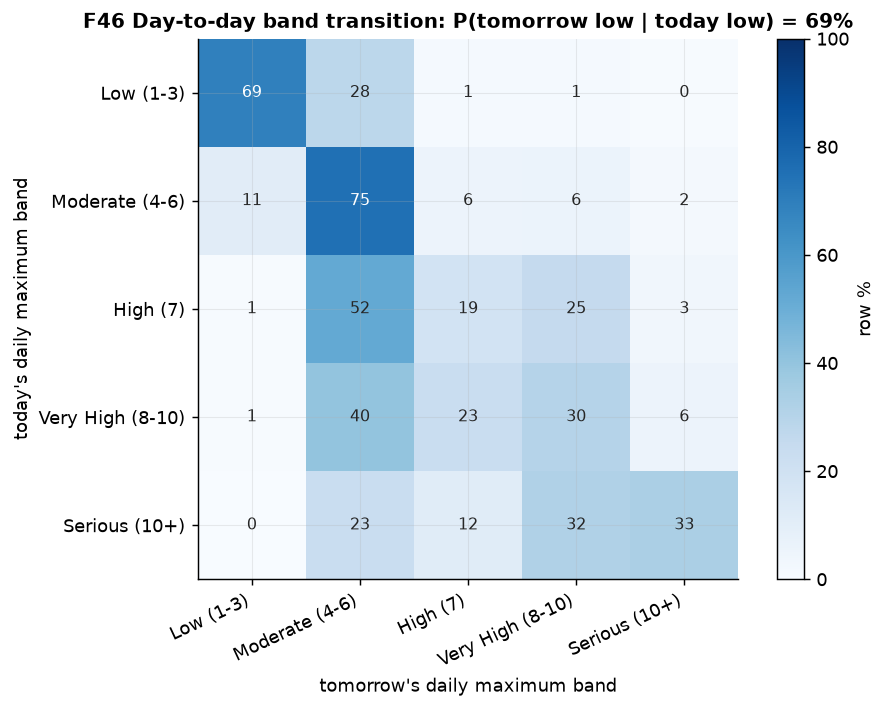 F46 Day-to-day band transition: P(tomorrow low | today low) = 69%
today's daily maximum band
Low (1-3) 69 28 1 1 0
Moderate (4-6) 11 75 6 6 2
High (7) 1 52 19 25 3
Very High (8-10) 1 40 23 30 6
Serious (10+) 0 23 12 32 33
Low (1-3) Moderate (4-6) High (7) Very High (8-10) Serious (10+)
tomorrow's daily maximum band
100
80
60
40
20
0
row %